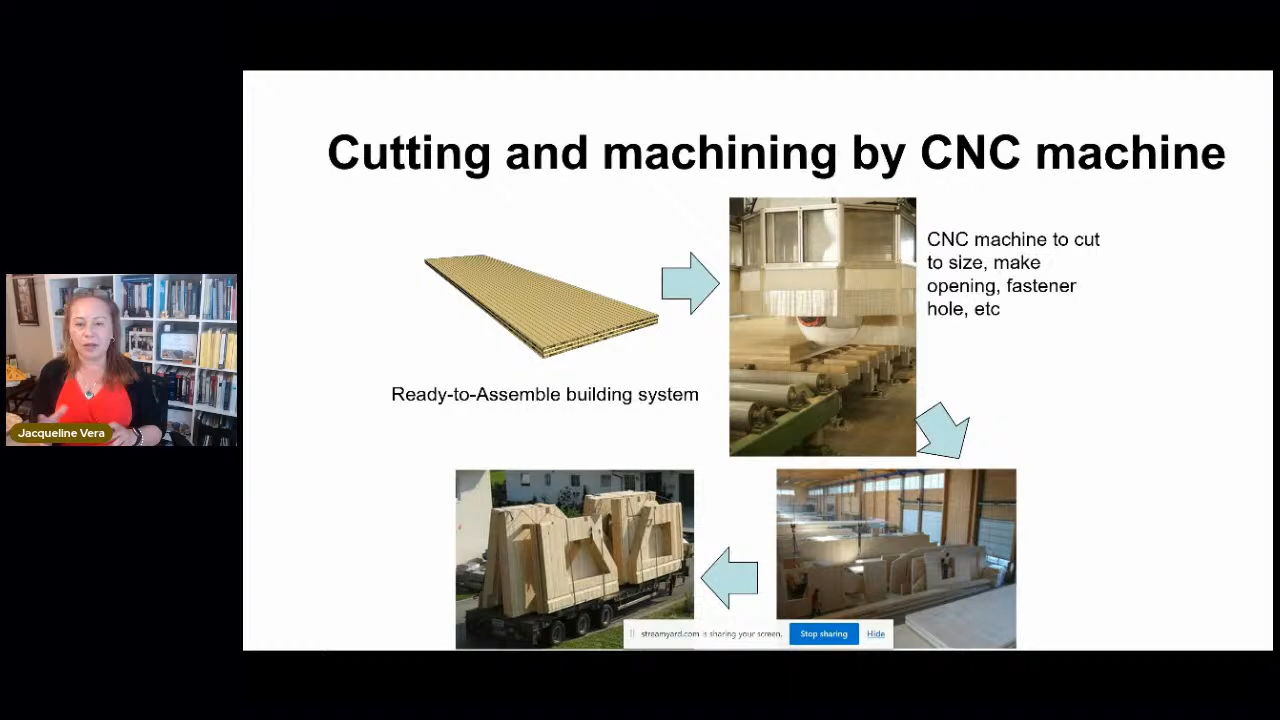 Cutting and machining by CNC machine
CNC machine to cut
to size, make
opening, fastener
hole, etc
Ready-to-Assemble building system
Jacqueline Vera
streamyard.com is sharing your screen.
Stop sharing
Hide